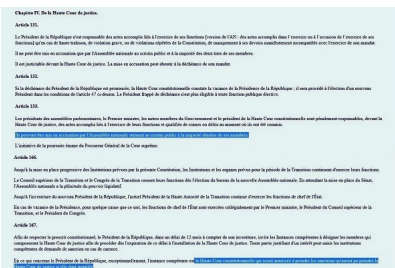 Chapitre IV. De la Haute Cour de justice.
Article 131.
Le Président de la République n'est responsable des actes accomplis liés à l'exercice de ses fonctions [version de l'AN : des actes accomplis dans l'exercice ou à l'occasion de l'exercice de ses
fonctions] qu'en cas de haute trahison, de violation grave, ou de violations répétées de la Constitution, de manquement à ses devoirs manifestement incompatible avec l'exercice de son mandat.
Il ne peut être mis en accusation que par l'Assemblée nationale au scrutin public et à la majorité des deux tiers de ses membres.
Il est justiciable devant la Haute Cour de justice. La mise en accusation peut aboutir à la déchéance de son mandat.
Article 132.
Si la déchéance du Président de la République est prononcée, la Haute Cour constitutionnelle constate la vacance de la Présidence de la République ; il sera procédé à l'élection d'un nouveau
Président dans les conditions de l'article 47 ci-dessus. Le Président frappé de déchéance n'est plus éligible à toute fonction publique élective.
Article 133.
Les présidents des assemblées parlementaires, le Premier ministre, les autres membres du Gouvernement et le président de la Haute Cour constitutionnelle sont pénalement responsables, devant la
Haute Cour de justice, des actes accomplis liés à l'exercice de leurs fonctions et qualifiés de crimes ou délits au moment où ils ont été commis.
Ils peuvent être mis en accusation par l'Assemblée nationale statuant au scrutin public à la majorité absolue de ses membres.
L'initiative de la poursuite émane du Procureur Général de la Cour suprême.
Article 166.
Jusqu'à la mise en place progressive des Institutions prévues par la présente Constitution, les Institutions et les organes prévus pour la période de la Transition continuent d'exercer leurs fonctions.
Le Conseil supérieur de la Transition et le Congrès de la Transition cessent leurs fonctions dès l'élection du bureau de la nouvelle Assemblée nationale. En attendant la mise en place du Sénat,
l'Assemblée nationale a la plénitude du pouvoir législatif.
Jusqu'à l'investiture du nouveau Président de la République, l'actuel Président de la Haute Autorité de la Transition continue d'exercer les fonctions de chef de l'État.
En cas de vacance de la Présidence, pour quelque cause que ce soit, les fonctions de chef de l'État sont exercées collégialement par le Premier ministre, le Président du Conseil supérieur de la
Transition, et le Président du Congrès.
Article 167.
Afin de respecter le prescrit constitutionnel, le Président de la République, dans un délai de 12 mois à compter de son investiture, invite les Instances compétentes à désigner les membres qui
composeront la Haute Cour de justice afin de procéder dès l'expiration de ce délai à l'installation de la Haute Cour de justice. Toute partie justifiant d'un intérêt peut saisir les institutions
compétentes de demande de sanction en cas de carence.
En ce qui concerne le Président de la République, exceptionnellement, l'instance compétente est la Haute Cour constitutionnelle qui serait autorisée à prendre les sanctions qu'aurait pu prendre la
Haute Cour de Justice si elle était installée.